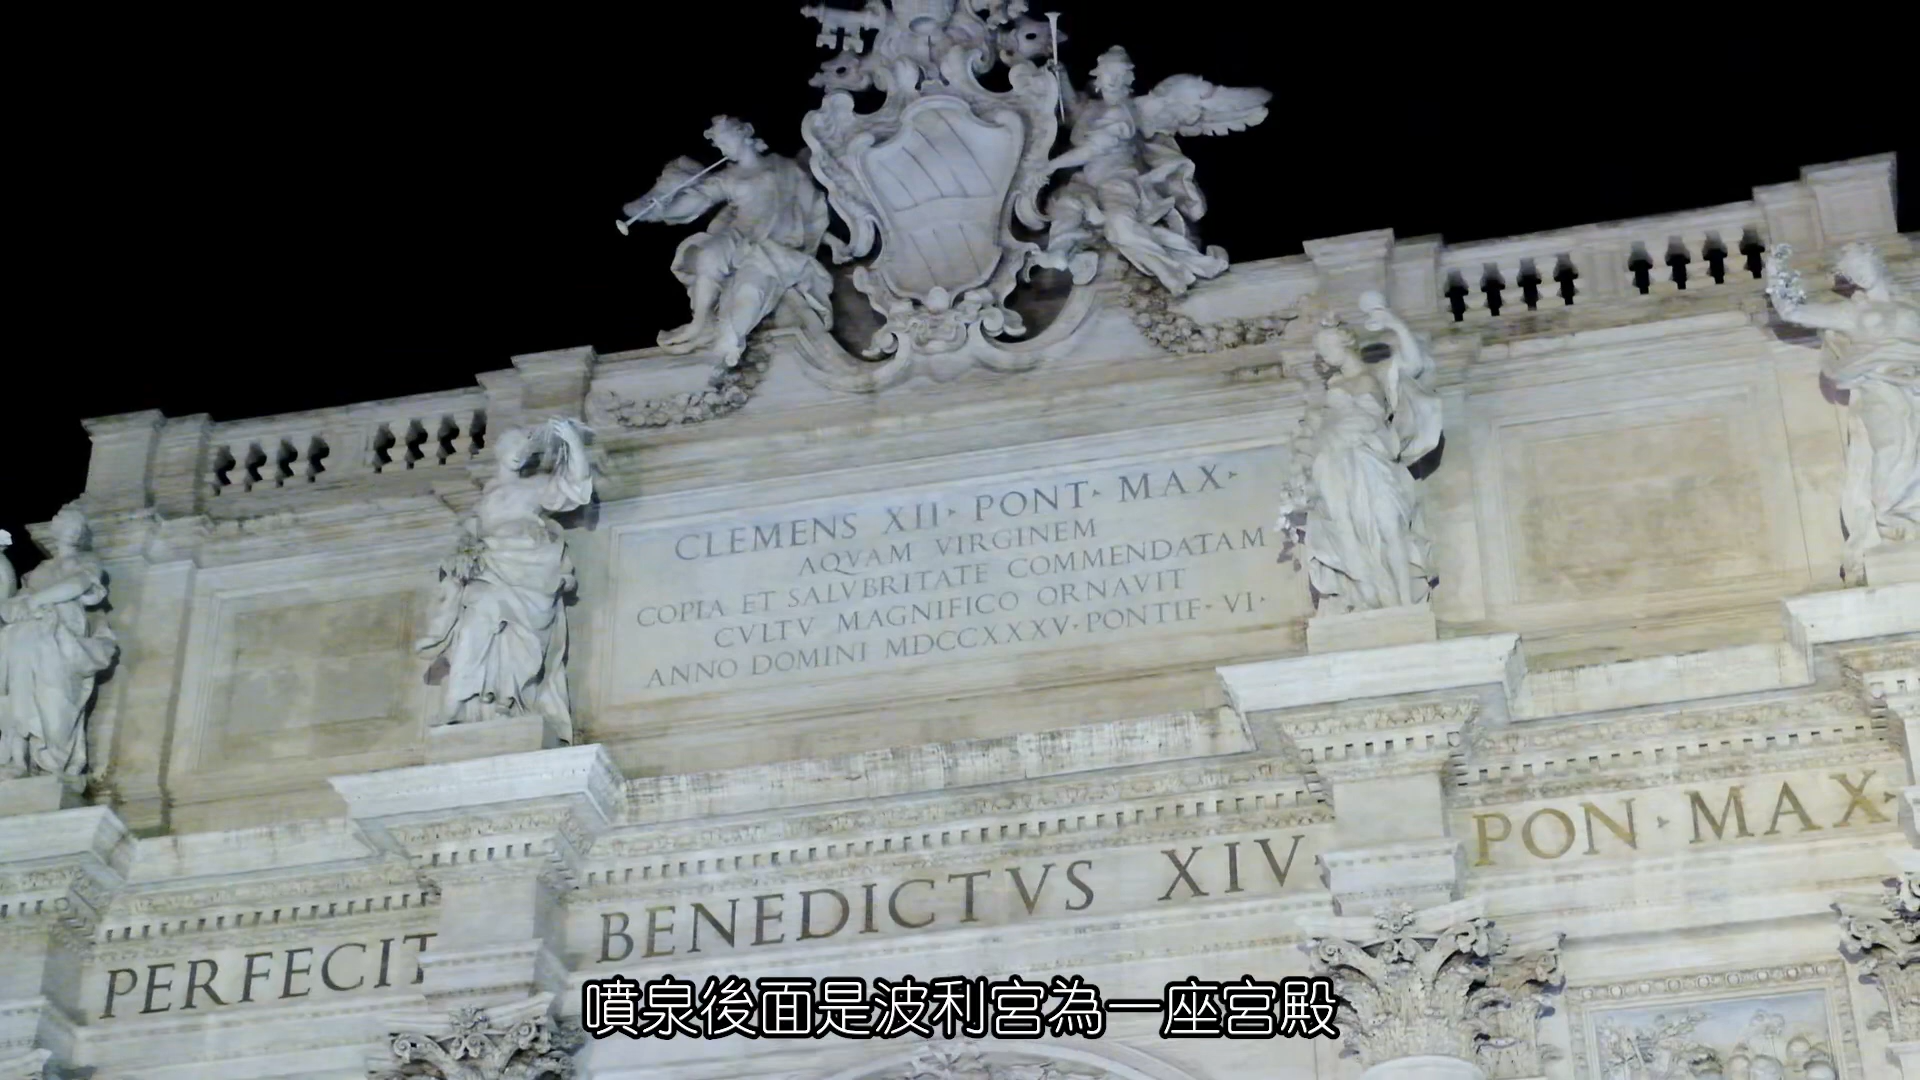 CLEMENS XII · PONT · MAX ·
AQVAM VIRGINEM
COPIA ET SALVBRITATE COMMENDATAM
CVLTV MAGNIFICO ORNAVIT
ANNO DOMINI MDCCXXXV · PONTIF · VI ·
PERFECIT BENEDICTVS XIV · PON · MAX ·
噴泉後面是波利宮為一座宮殿